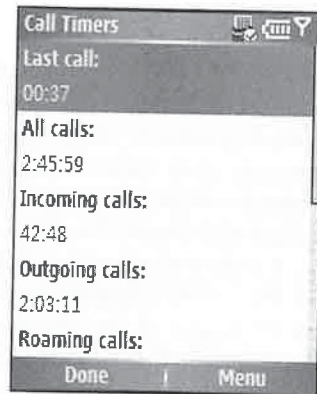 Call Timers
Last call:
00:37
All calls:
2:45:59
Incoming calls:
42:48
Outgoing calls:
2:03:11
Roaming calls:
Done Menu